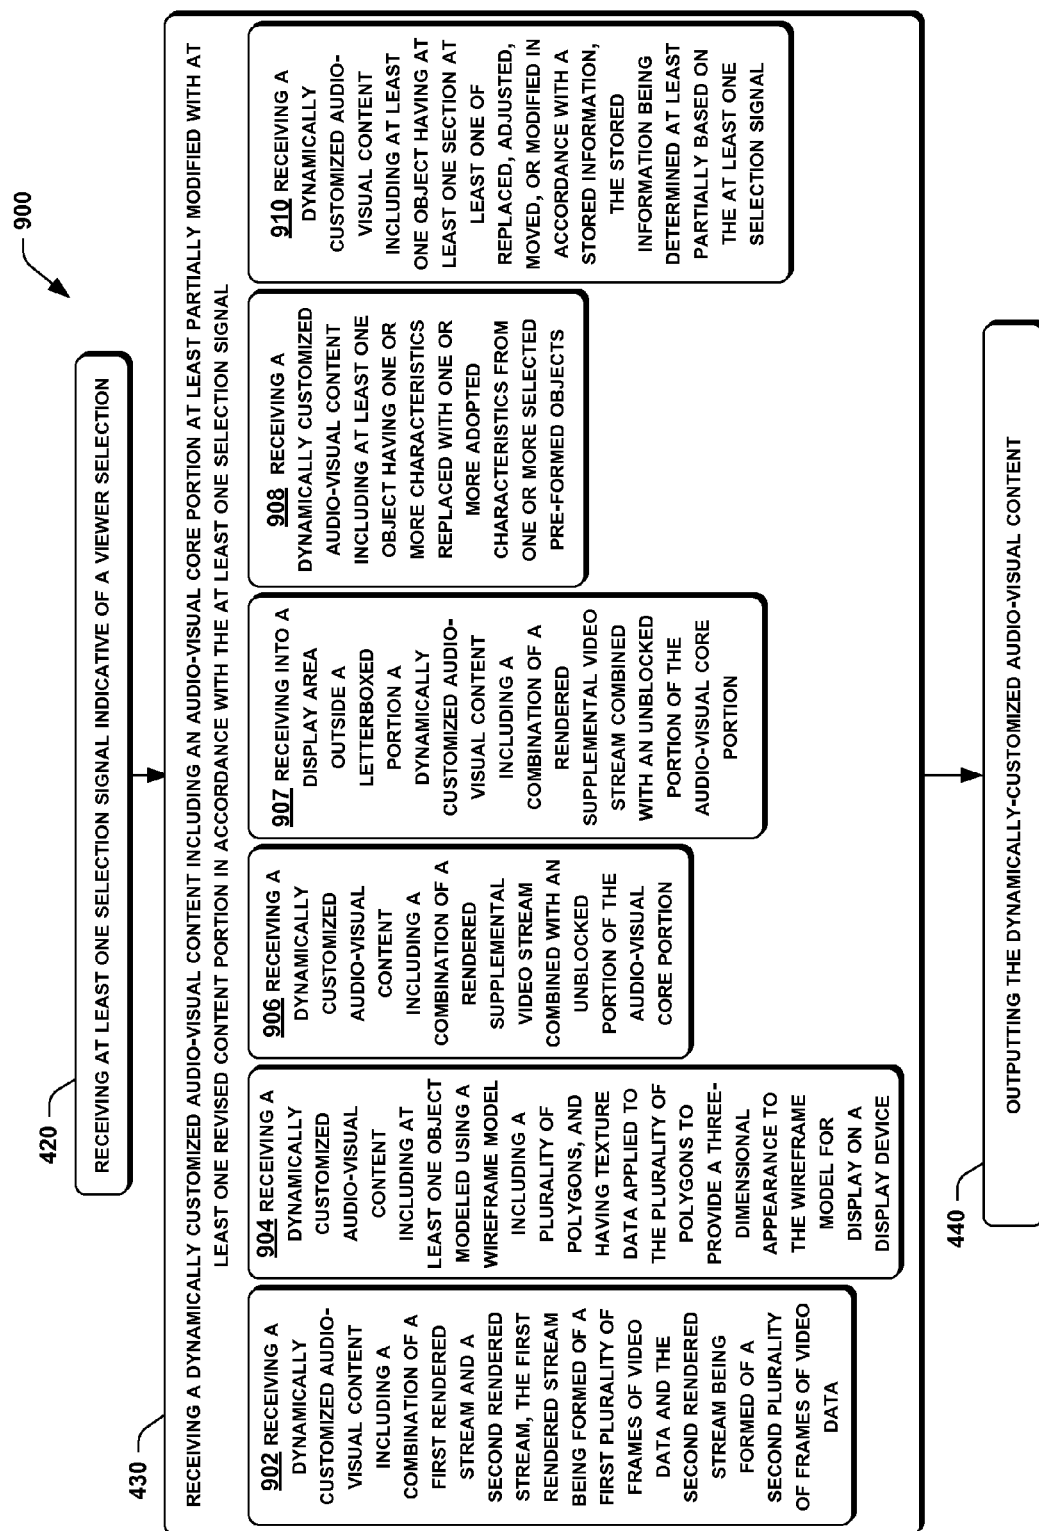 900
420
RECEIVING AT LEAST ONE SELECTION SIGNAL INDICATIVE OF A VIEWER SELECTION
430
RECEIVING A DYNAMICALLY CUSTOMIZED AUDIO-VISUAL CONTENT INCLUDING AN AUDIO-VISUAL CORE PORTION AT LEAST PARTIALLY MODIFIED WITH AT
LEAST ONE REVISED CONTENT PORTION IN ACCORDANCE WITH THE AT LEAST ONE SELECTION SIGNAL
902 RECEIVING A
DYNAMICALLY
CUSTOMIZED AUDIO-
VISUAL CONTENT
INCLUDING A
COMBINATION OF A
FIRST RENDERED
STREAM AND A
SECOND RENDERED
STREAM, THE FIRST
RENDERED STREAM
BEING FORMED OF A
FIRST PLURALITY OF
FRAMES OF VIDEO
DATA AND THE
SECOND RENDERED
STREAM BEING
FORMED OF A
SECOND PLURALITY
OF FRAMES OF VIDEO
DATA
904 RECEIVING A
DYNAMICALLY
CUSTOMIZED
AUDIO-VISUAL
CONTENT
INCLUDING AT
LEAST ONE OBJECT
MODELED USING A
WIREFRAME MODEL
INCLUDING A
PLURALITY OF
POLYGONS, AND
HAVING TEXTURE
DATA APPLIED TO
THE PLURALITY OF
POLYGONS TO
PROVIDE A THREE-
DIMENSIONAL
APPEARANCE TO
THE WIREFRAME
MODEL FOR
DISPLAY ON A
DISPLAY DEVICE
906 RECEIVING A
DYNAMICALLY
CUSTOMIZED
AUDIO-VISUAL
CONTENT
INCLUDING A
COMBINATION OF A
RENDERED
SUPPLEMENTAL
VIDEO STREAM
COMBINED WITH AN
UNBLOCKED
PORTION OF THE
AUDIO-VISUAL
CORE PORTION
907 RECEIVING INTO A
DISPLAY AREA
OUTSIDE A
LETTERBOXED
PORTION A
DYNAMICALLY
CUSTOMIZED AUDIO-
VISUAL CONTENT
INCLUDING A
COMBINATION OF A
RENDERED
SUPPLEMENTAL VIDEO
STREAM COMBINED
WITH AN UNBLOCKED
PORTION OF THE
AUDIO-VISUAL CORE
PORTION
908 RECEIVING A
DYNAMICALLY CUSTOMIZED
AUDIO-VISUAL CONTENT
INCLUDING AT LEAST ONE
OBJECT HAVING ONE OR
MORE CHARACTERISTICS
REPLACED WITH ONE OR
MORE ADOPTED
CHARACTERISTICS FROM
ONE OR MORE SELECTED
PRE-FORMED OBJECTS
910 RECEIVING A
DYNAMICALLY
CUSTOMIZED AUDIO-
VISUAL CONTENT
INCLUDING AT LEAST
ONE OBJECT HAVING AT
LEAST ONE SECTION AT
LEAST ONE OF
REPLACED, ADJUSTED,
MOVED, OR MODIFIED IN
ACCORDANCE WITH A
STORED INFORMATION,
THE STORED
INFORMATION BEING
DETERMINED AT LEAST
PARTIALLY BASED ON
THE AT LEAST ONE
SELECTION SIGNAL
440
OUTPUTTING THE DYNAMICALLY-CUSTOMIZED AUDIO-VISUAL CONTENT